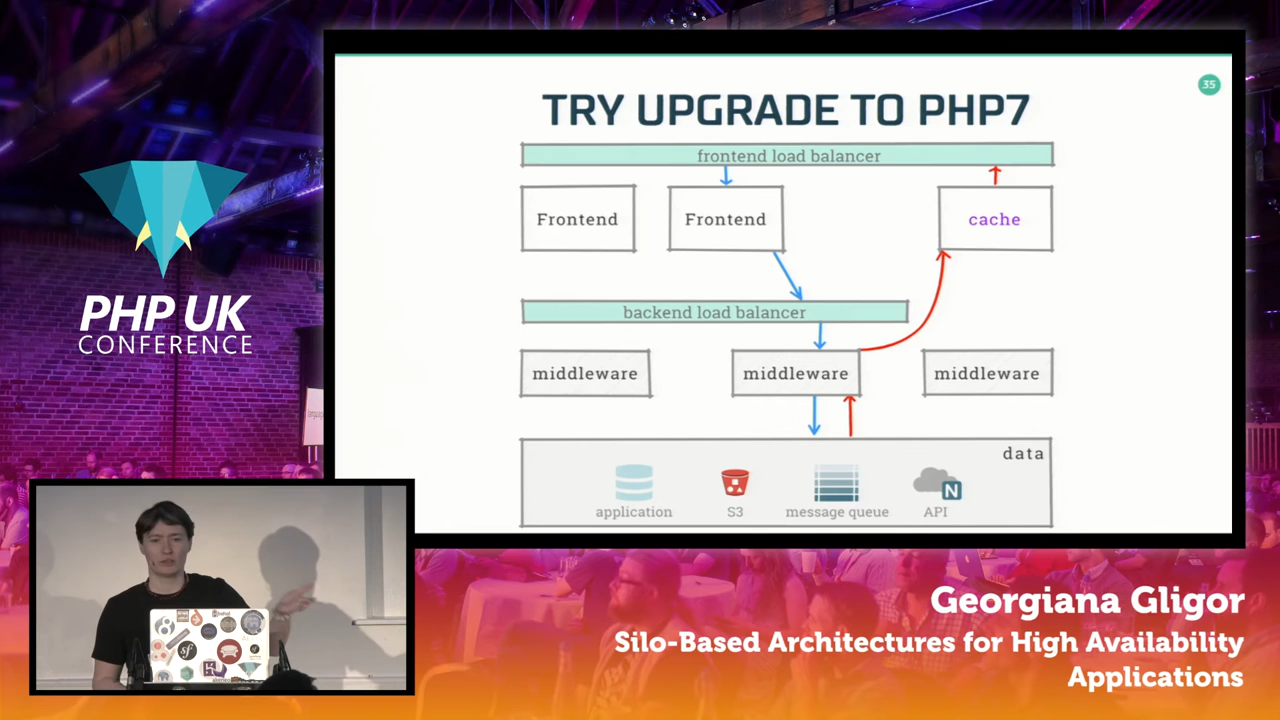 35
TRY UPGRADE TO PHP7
frontend load balancer
Frontend
Frontend
cache
backend load balancer
middleware
middleware
middleware
data
application
S3
message queue
N
API
PHP UK
CONFERENCE
sf
Georgiana Gligor
Silo-Based Architectures for High Availability
Applications